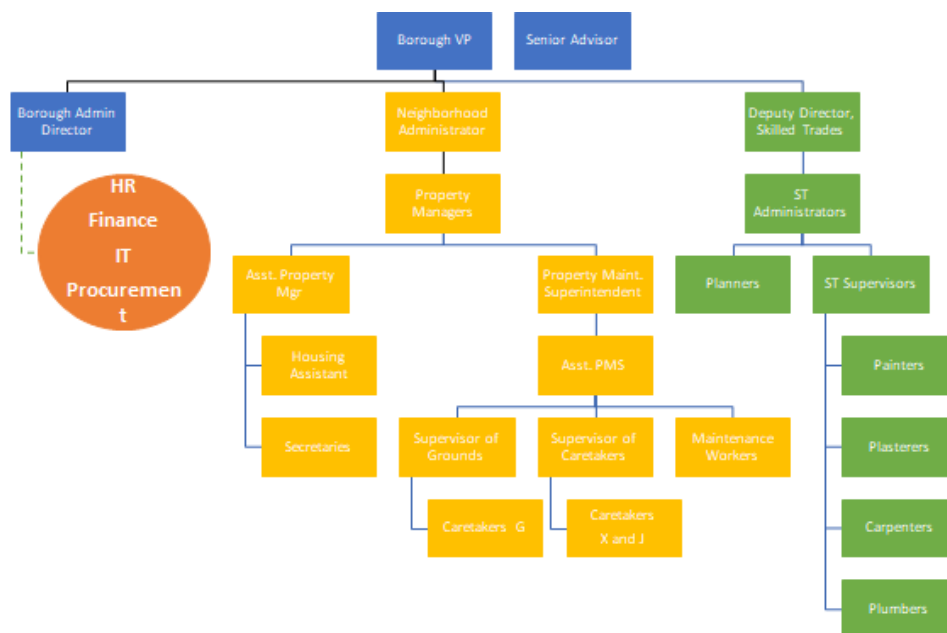 Borough VP
Senior Advisor
Borough Admin
Director
Neighborhood
Administrator
Deputy Director,
Skilled Trades
HR
Finance
IT
Procuremen
t
Property
Managers
ST
Administrators
Asst. Property
Mgr
Property Maint.
Superintendent
Planners
ST Supervisors
Housing
Assistant
Asst. PMS
Painters
Secretaries
Supervisor of
Grounds
Supervisor of
Caretakers
Maintenance
Workers
Plasterers
Caretakers G
Caretakers
X and J
Carpenters
Plumbers